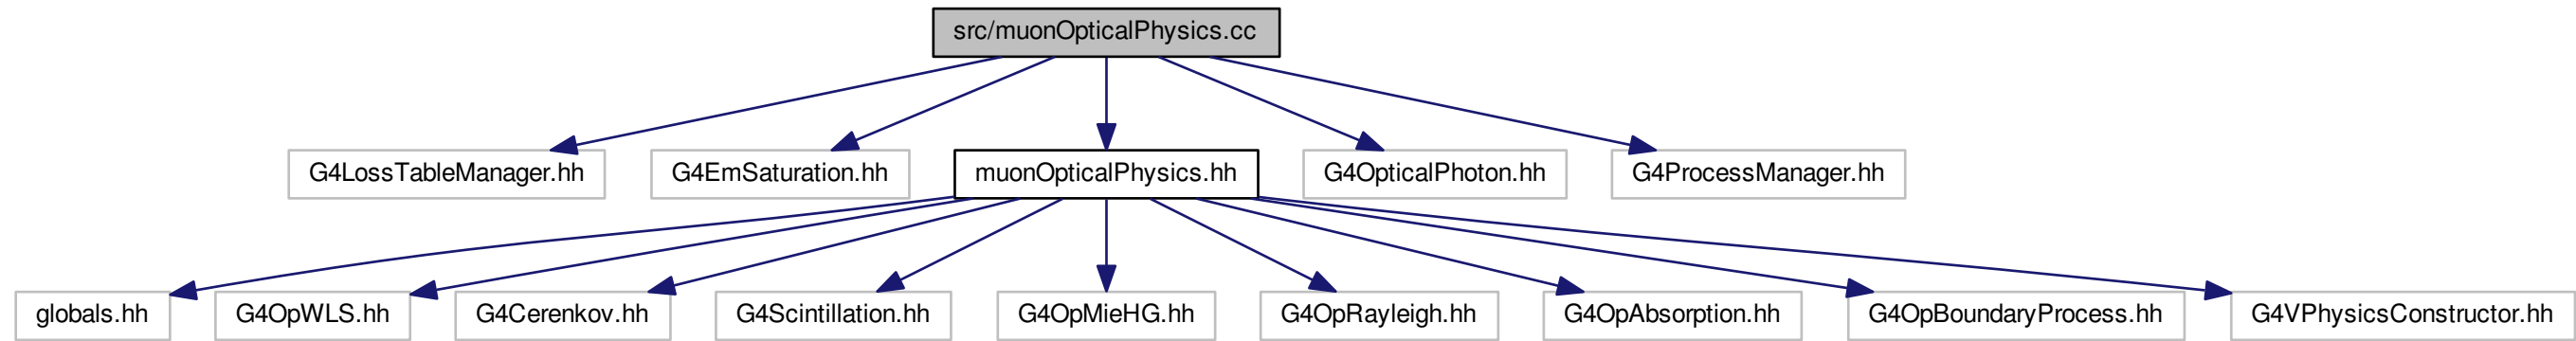 src/muonOpticalPhysics.cc
G4LossTableManager.hh
G4EmSaturation.hh
muonOpticalPhysics.hh
G4OpticalPhoton.hh
G4ProcessManager.hh
globals.hh
G4OpWLS.hh
G4Cerenkov.hh
G4Scintillation.hh
G4OpMieHG.hh
G4OpRayleigh.hh
G4OpAbsorption.hh
G4OpBoundaryProcess.hh
G4VPhysicsConstructor.hh